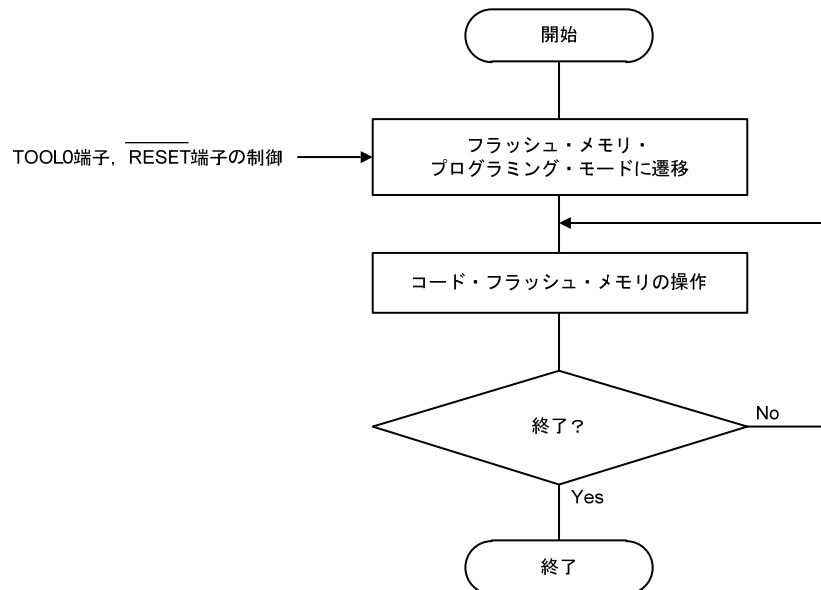 開始
TOOL0端子，RESET端子の制御
フラッシュ・メモリ・
プログラミング・モードに遷移
コード・フラッシュ・メモリの操作
終了？
No
Yes
終了